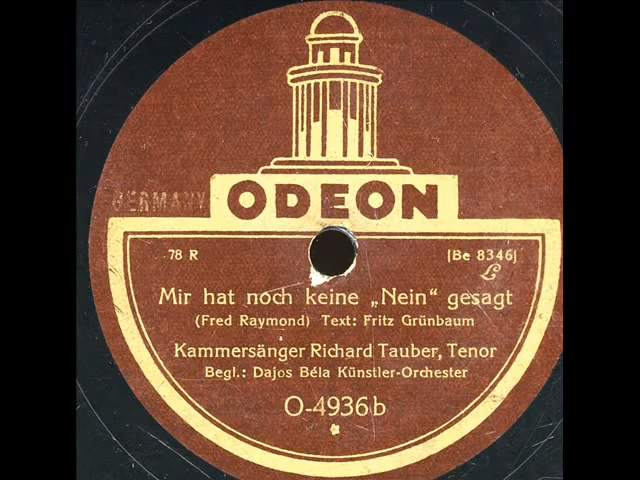 GERMANY
ODEON
78 R
[Be 8346]
L
Mir hat noch keine „Nein“ gesagt
(Fred Raymond) Text: Fritz Grünbaum
Kammersänger Richard Tauber, Tenor
Begl.: Dajos Béla Künstler-Orchester
O-4936b